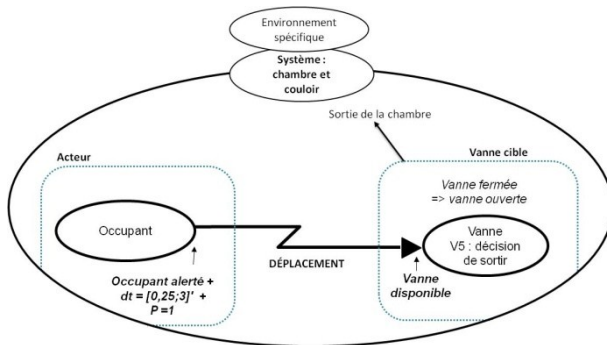 Environnement
spécifique
Système :
chambre et
couloir
Sortie de la chambre
Acteur
Vanne cible
Vanne fermée
=> vanne ouverte
Occupant
Vanne
V5 : décision
de sortir
DÉPLACEMENT
Occupant alerté +
dt = [0,25;3]' +
P =1
Vanne
disponible